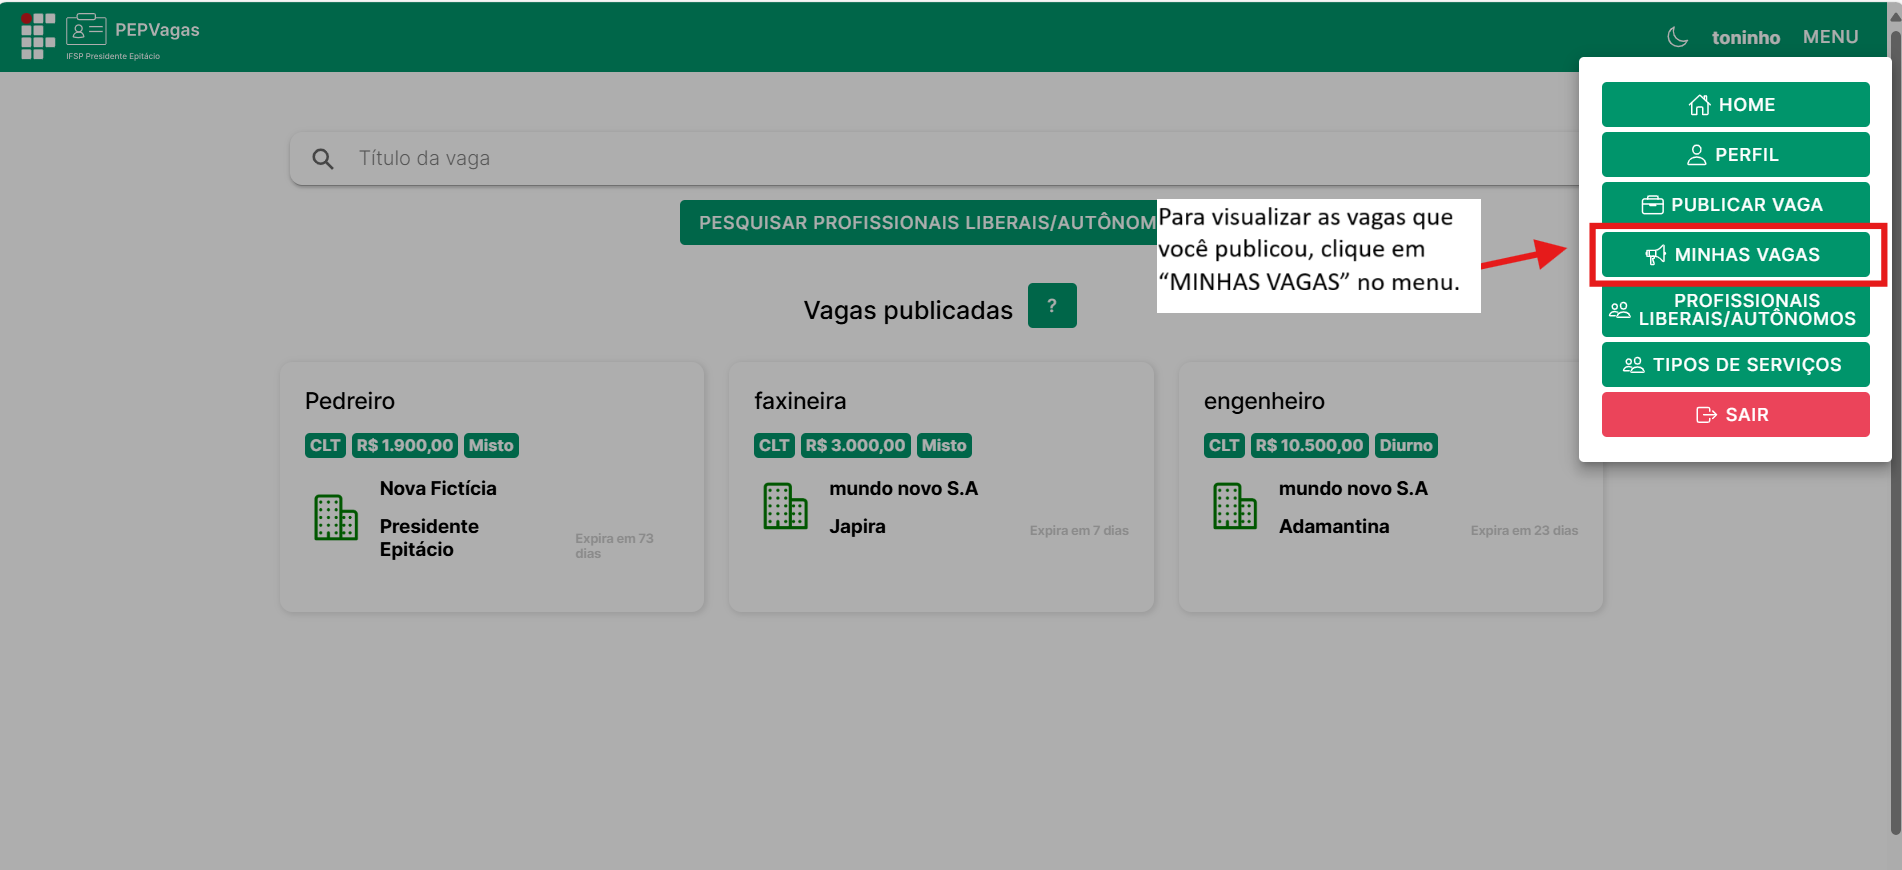 PEPVagas
IFSP Presidente Epitácio
toninho
MENU
HOME
PERFIL
PUBLICAR VAGA
MINHAS VAGAS
PROFISSIONAIS
LIBERAIS/AUTÔNOMOS
TIPOS DE SERVIÇOS
SAIR
Título da vaga
PESQUISAR PROFISSIONAIS LIBERAIS/AUTÔNOM
Para visualizar as vagas que
você publicou, clique em
“MINHAS VAGAS” no menu.
Vagas publicadas
?
Pedreiro
CLT R$ 1.900,00 Misto
Nova Fictícia
Presidente
Epitácio
Expira em 73
dias
faxineira
CLT R$ 3.000,00 Misto
mundo novo S.A
Japira
Expira em 7 dias
engenheiro
CLT R$ 10.500,00 Diurno
mundo novo S.A
Adamantina
Expira em 23 dias